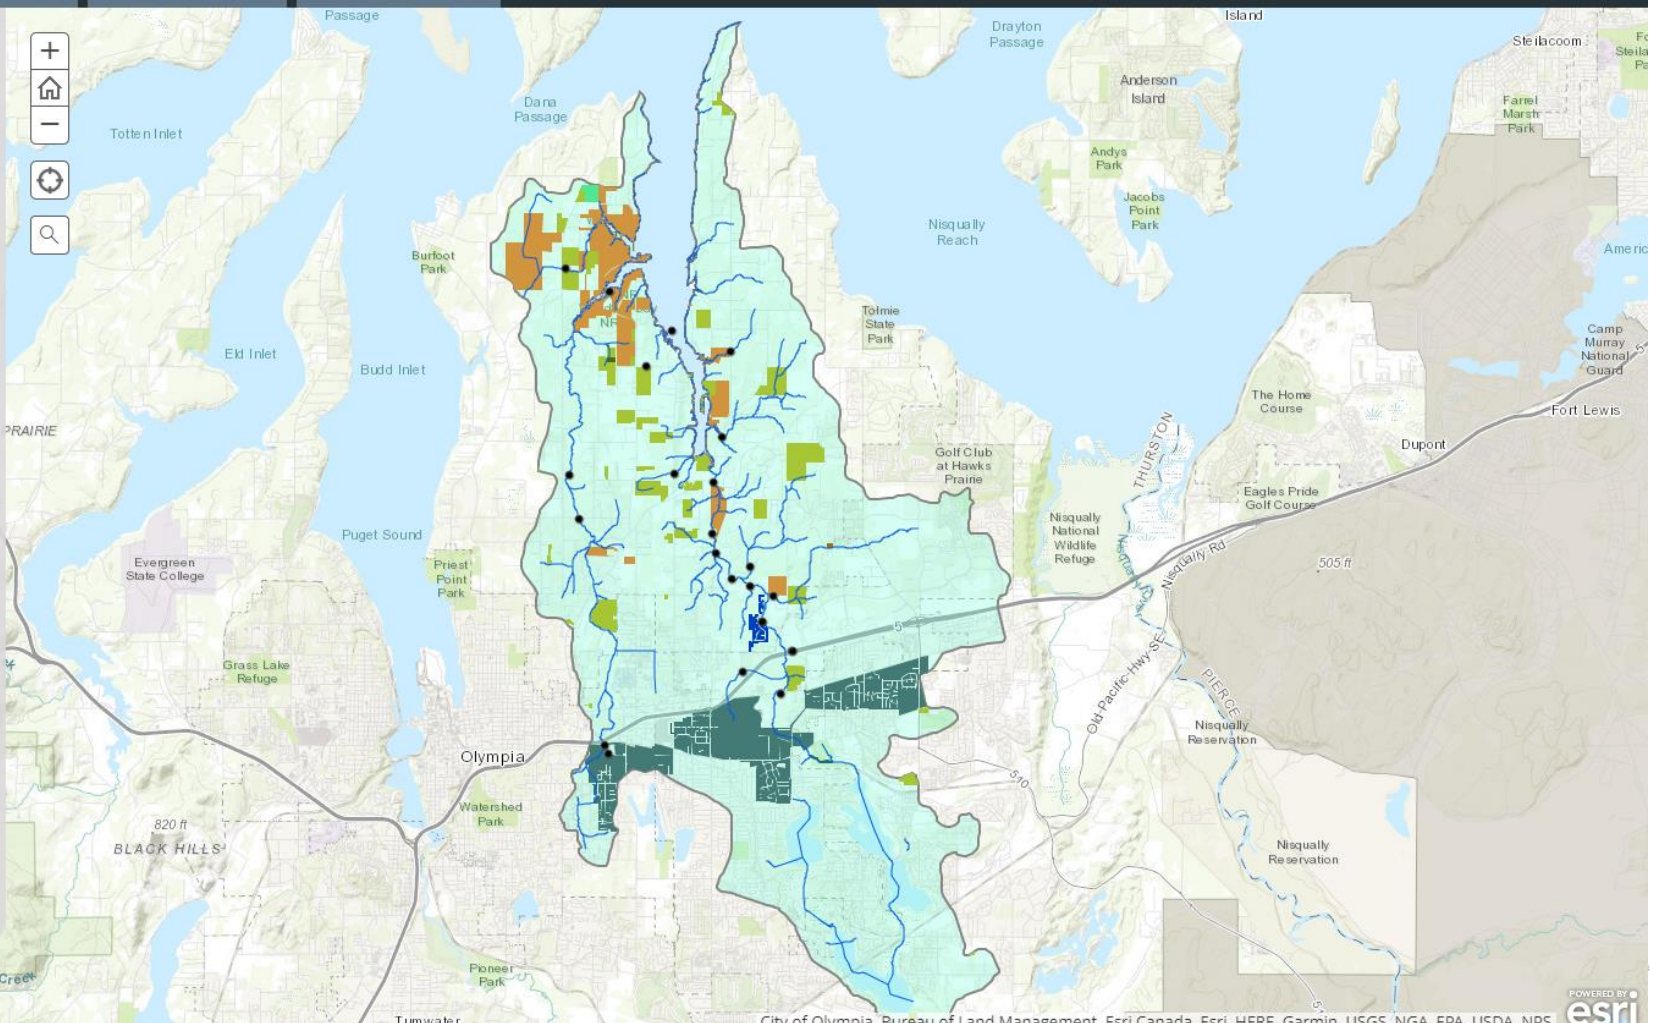 Passage
Island
Drayton
Passage
Steilacoom
Anderson
Island
Dana
Passage
Farrel
Marsh
Park
Totten Inlet
Andys
Park
Jacobs
Point
Park
Nisqually
Reach
Burfoot
Park
Americ
Tolmie
State
Park
Camp
Murray
National
Guard
5
Eld Inlet
Budd Inlet
The Home
Course
Fort Lewis
PRAIRIE
Dupont
THURSTON
Golf Club
at Hawks
Prairie
Eagles Pride
Golf Course
Nisqually
National
Wildlife
Refuge
Puget Sound
Evergreen
State College
Priest
Point
Park
Nisqually Rd
505 ft
5
Grass Lake
Refuge
Old-Pacific-Hwy-SE
PIERCE
Nisqually
Reservation
Olympia
510
Watershed
Park
820 ft
BLACK HILLS
Nisqually
Reservation
Pioneer
Park
Creek
Tumwater
City of Olympia, Bureau of Land Management, Esri Canada, Esri, HERE, Garmin, USGS, NGA, EPA, USDA, NPS
POWERED BY
esri